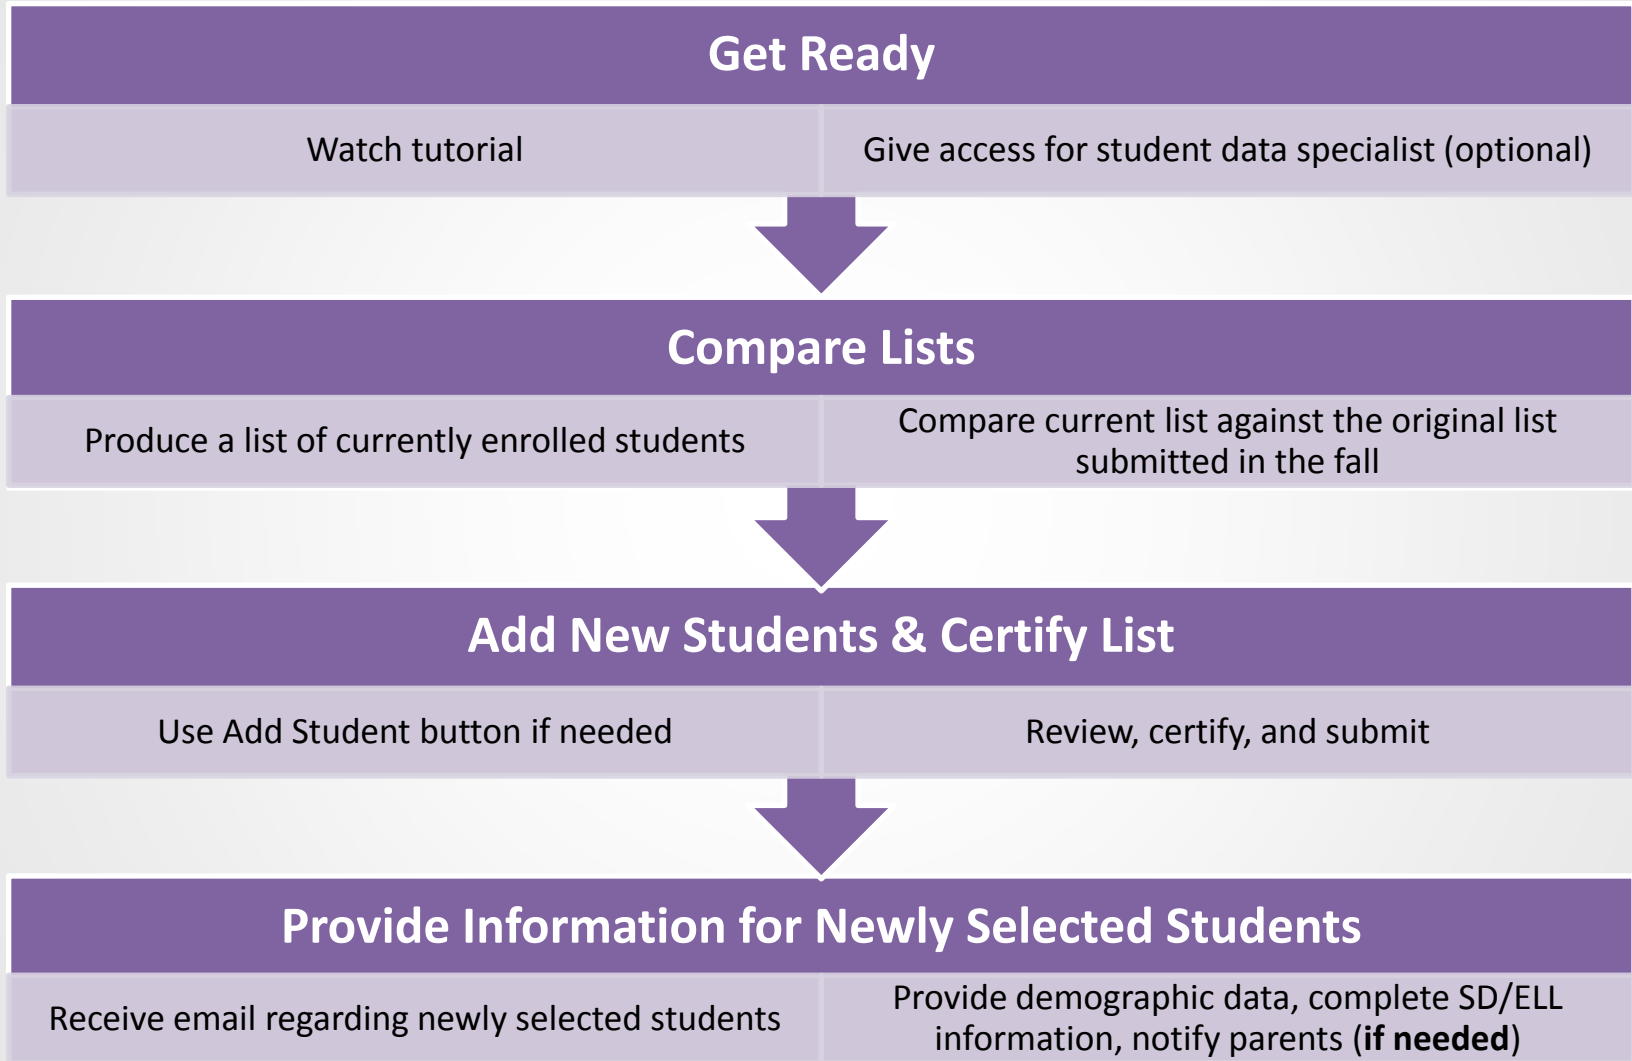 Get Ready
Watch tutorial
Give access for student data specialist (optional)
Compare Lists
Produce a list of currently enrolled students
Compare current list against the original list
submitted in the fall
Add New Students & Certify List
Use Add Student button if needed
Review, certify, and submit
Provide Information for Newly Selected Students
Receive email regarding newly selected students
Provide demographic data, complete SD/ELL
information, notify parents (if needed)